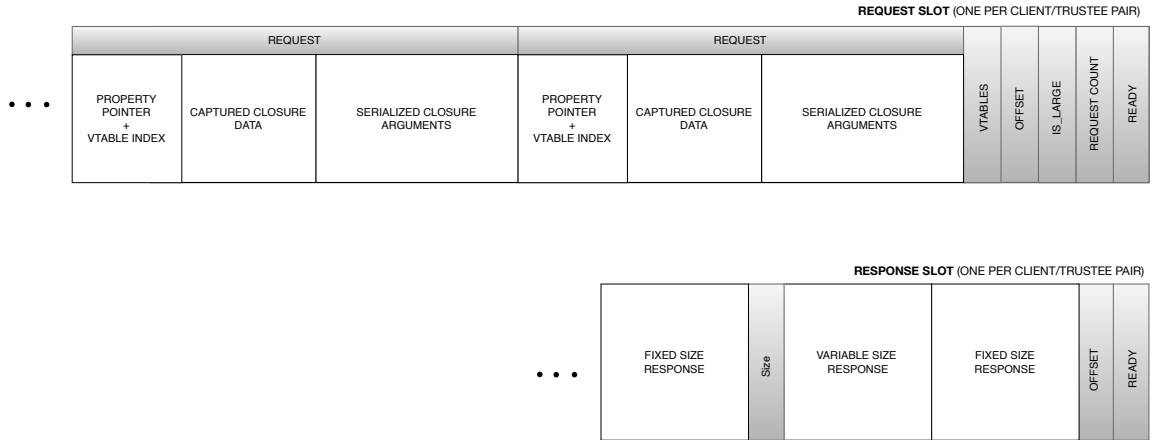 REQUEST SLOT (ONE PER CLIENT/TRUSTEE PAIR)
REQUEST
REQUEST
PROPERTY
POINTER
+
VTABLE INDEX
CAPTURED CLOSURE
DATA
SERIALIZED CLOSURE
ARGUMENTS
PROPERTY
POINTER
+
VTABLE INDEX
CAPTURED CLOSURE
DATA
SERIALIZED CLOSURE
ARGUMENTS
VTABLES
OFFSET
IS_LARGE
REQUEST COUNT
READY
RESPONSE SLOT (ONE PER CLIENT/TRUSTEE PAIR)
FIXED SIZE
RESPONSE
Size
VARIABLE SIZE
RESPONSE
FIXED SIZE
RESPONSE
OFFSET
READY